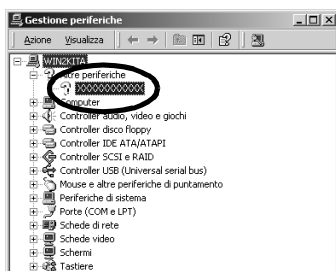 Gestione periferiche
Azione Visualizza
WIN2KITA
Altre periferiche
XXXXXXXXXXXX
Computer
Controller audio, video e giochi
Controller disco floppy
Controller IDE ATA/ATAPI
Controller SCSI e RAID
Controller USB (Universal serial bus)
Mouse e altre periferiche di puntamento
Periferiche di sistema
Porte (COM e LPT)
Schede di rete
Schede video
Schermi
Tastiere